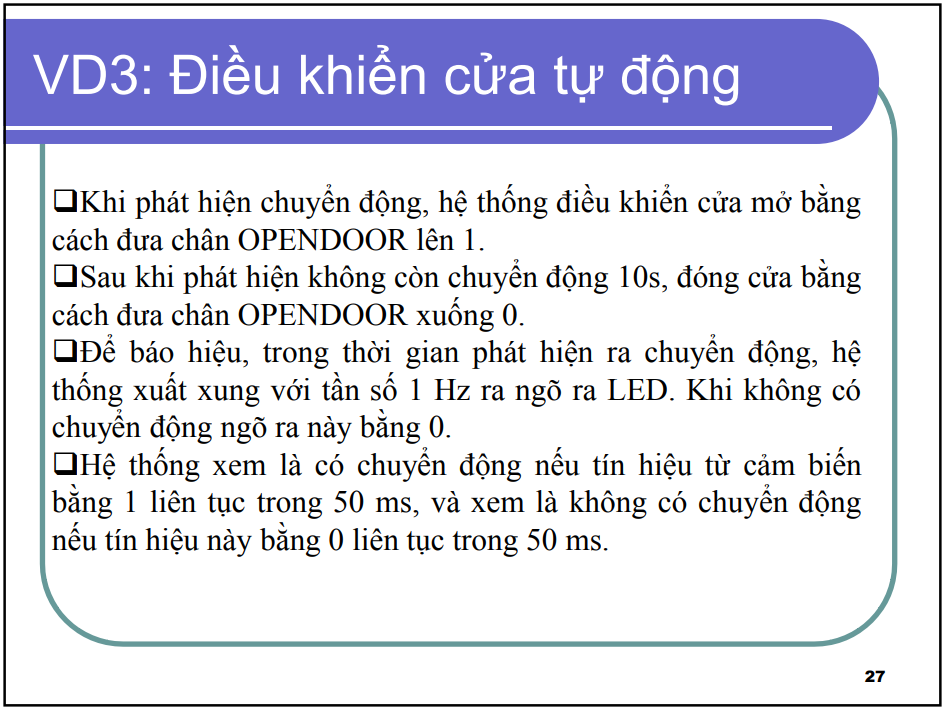 VD3: Điều khiển cửa tự động
❑Khi phát hiện chuyển động, hệ thống điều khiển cửa mở bằng
cách đưa chân OPENDOOR lên 1.
❑Sau khi phát hiện không còn chuyển động 10s, đóng cửa bằng
cách đưa chân OPENDOOR xuống 0.
❑Để báo hiệu, trong thời gian phát hiện ra chuyển động, hệ
thống xuất xung với tần số 1 Hz ra ngõ ra LED. Khi không có
chuyển động ngõ ra này bằng 0.
❑Hệ thống xem là có chuyển động nếu tín hiệu từ cảm biến
bằng 1 liên tục trong 50 ms, và xem là không có chuyển động
nếu tín hiệu này bằng 0 liên tục trong 50 ms.
27